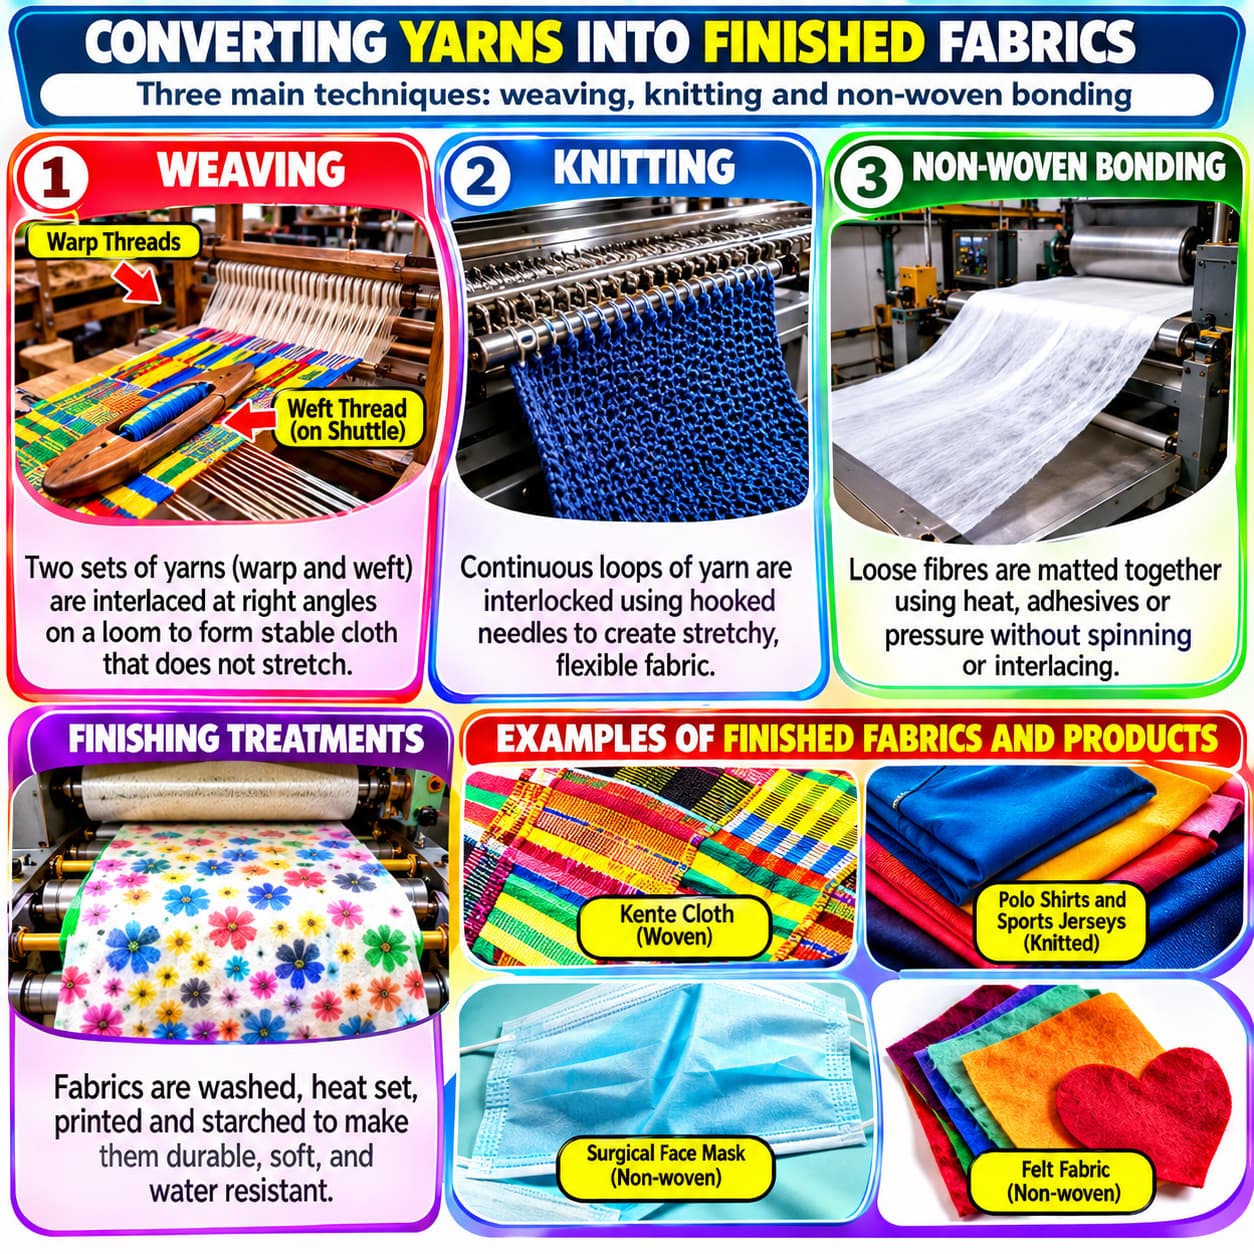 CONVERTING YARNS INTO FINISHED FABRICS
Three main techniques: weaving, knitting and non-woven bonding
1 WEAVING
Warp Threads
Weft Thread
(on Shuttle)
Two sets of yarns (warp and weft)
are interlaced at right angles
on a loom to form stable cloth
that does not stretch.
2 KNITTING
Continuous loops of yarn are
interlocked using hooked
needles to create stretchy,
flexible fabric.
3 NON-WOVEN BONDING
Loose fibres are matted together
using heat, adhesives or
pressure without spinning
or interlacing.
FINISHING TREATMENTS
Fabrics are washed, heat set,
printed and starched to make
them durable, soft, and
water resistant.
EXAMPLES OF FINISHED FABRICS AND PRODUCTS
Kente Cloth
(Woven)
Polo Shirts and
Sports Jerseys
(Knitted)
Surgical Face Mask
(Non-woven)
Felt Fabric
(Non-woven)